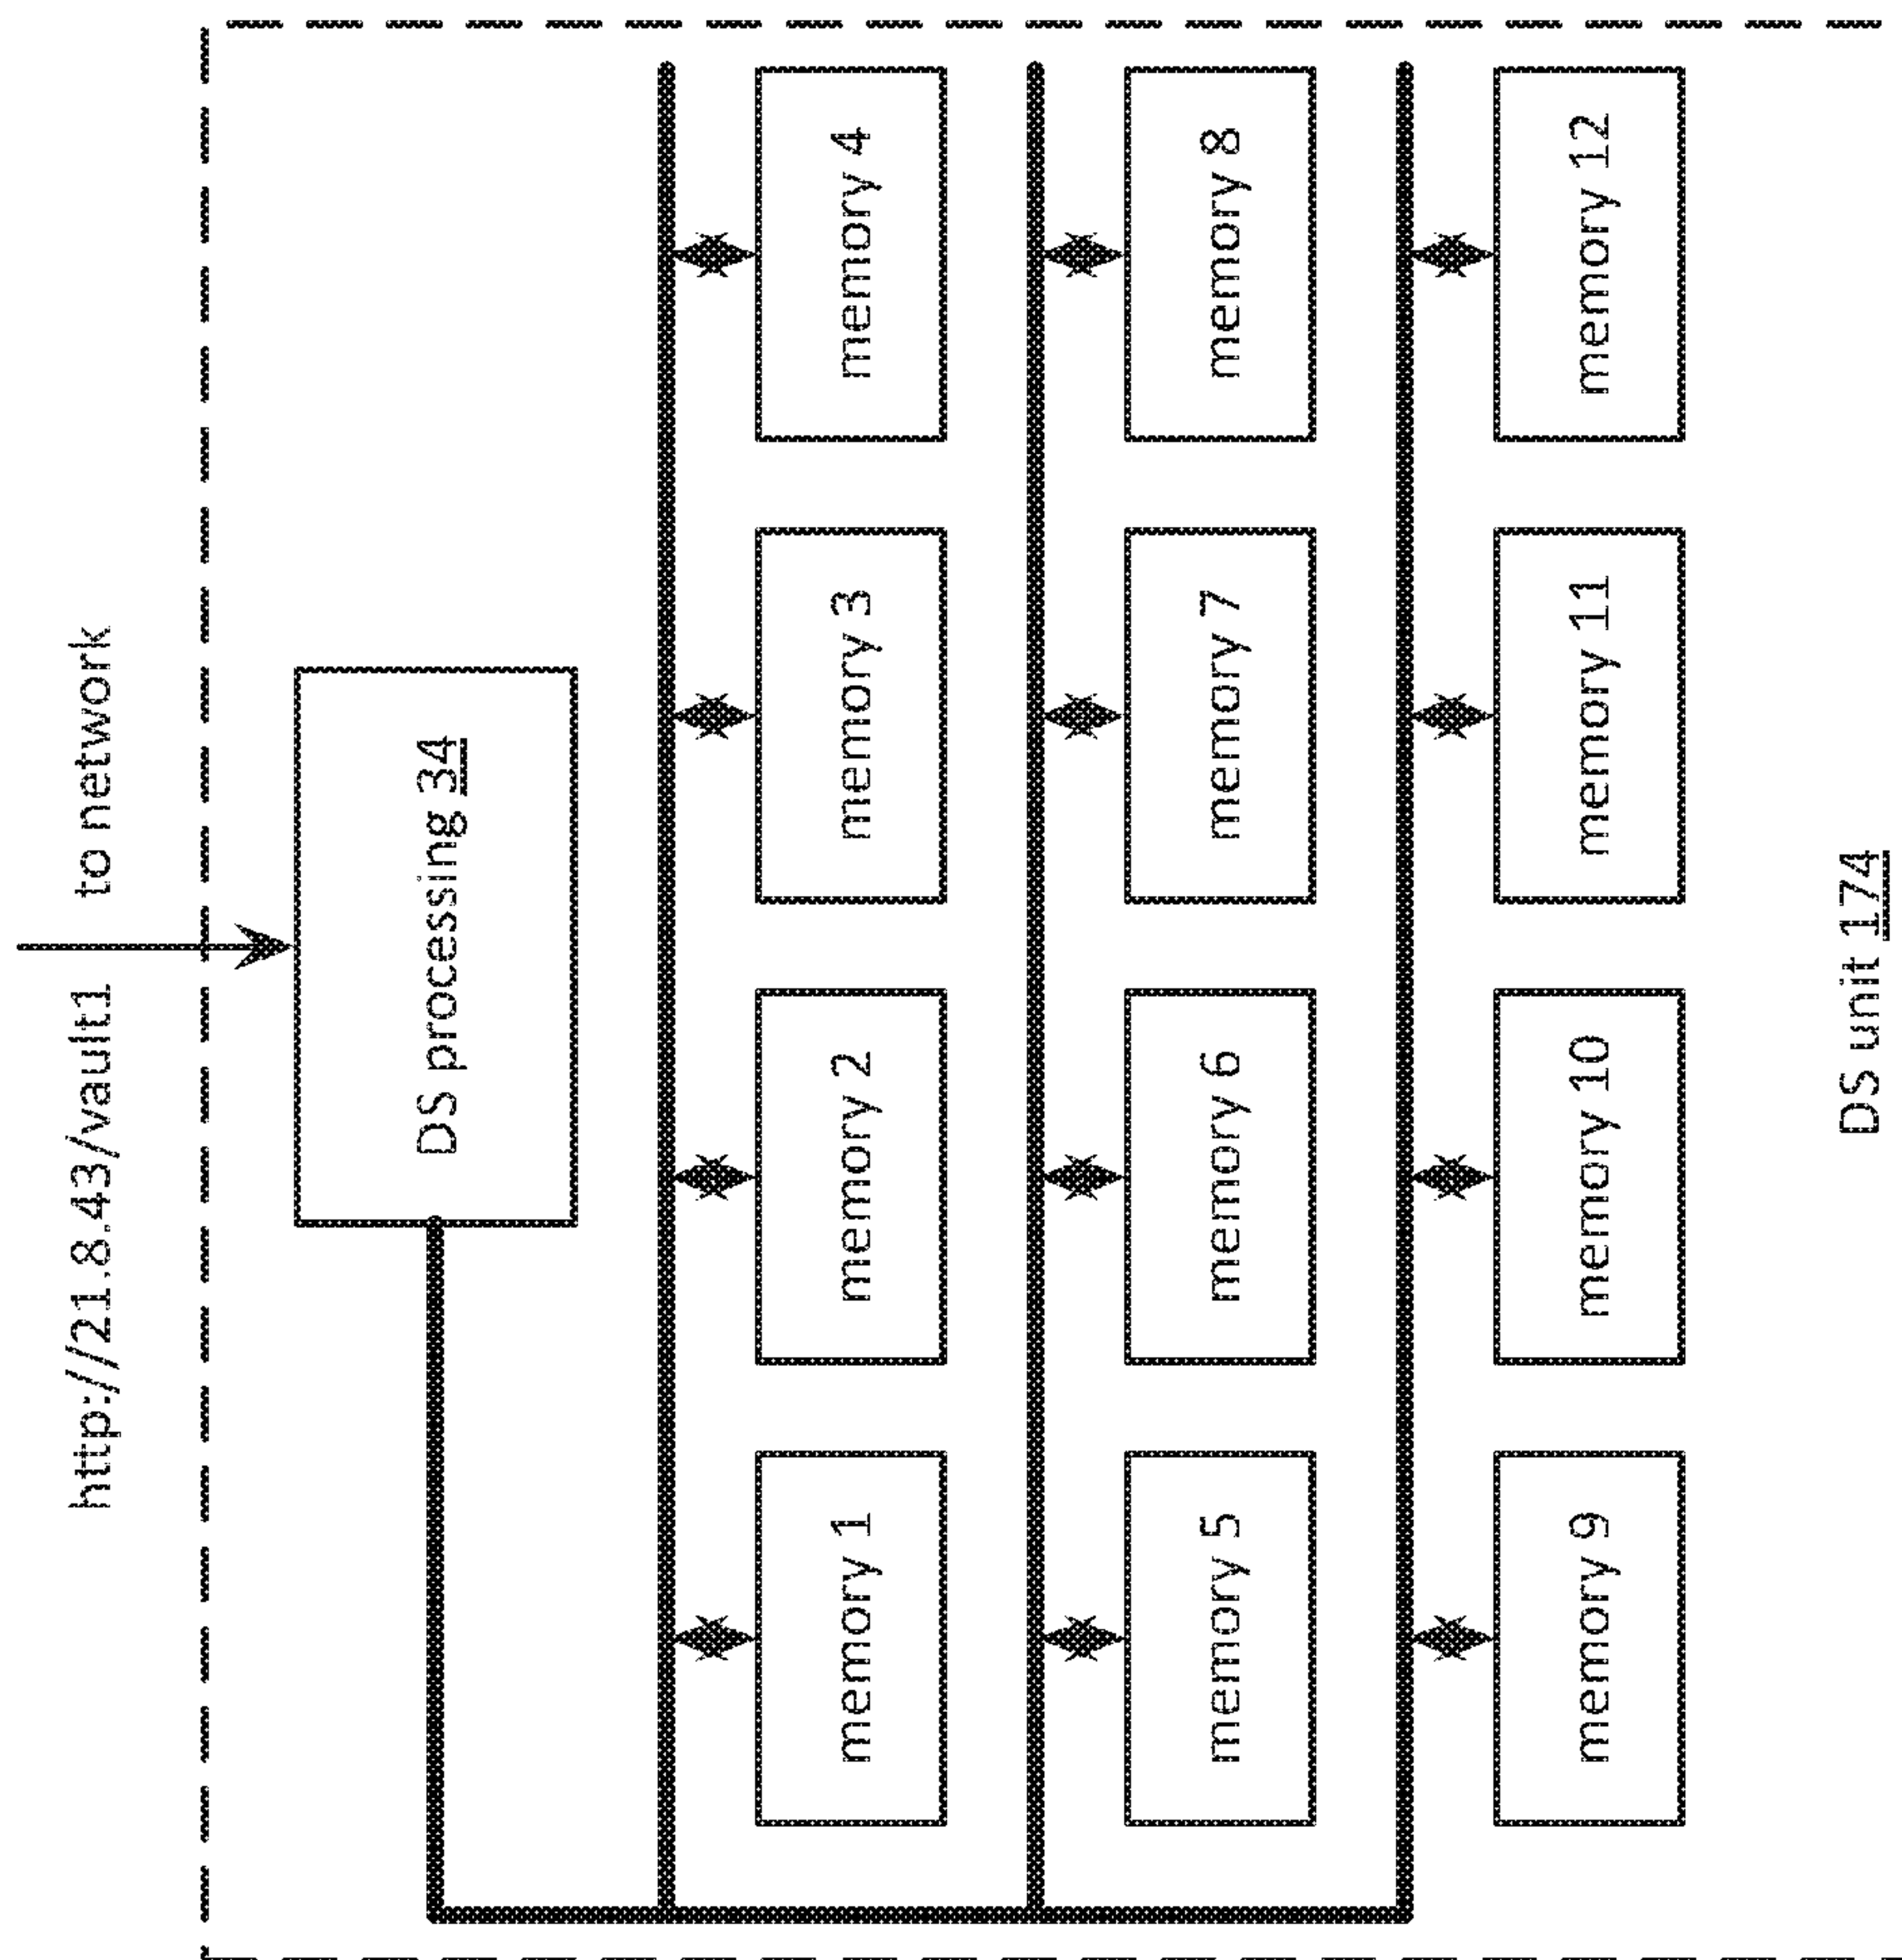 http://21.8.43/vault1
to network
DS processing 34
memory 1
memory 2
memory 3
memory 4
memory 5
memory 6
memory 7
memory 8
memory 9
memory 10
memory 11
memory 12
DS unit 174